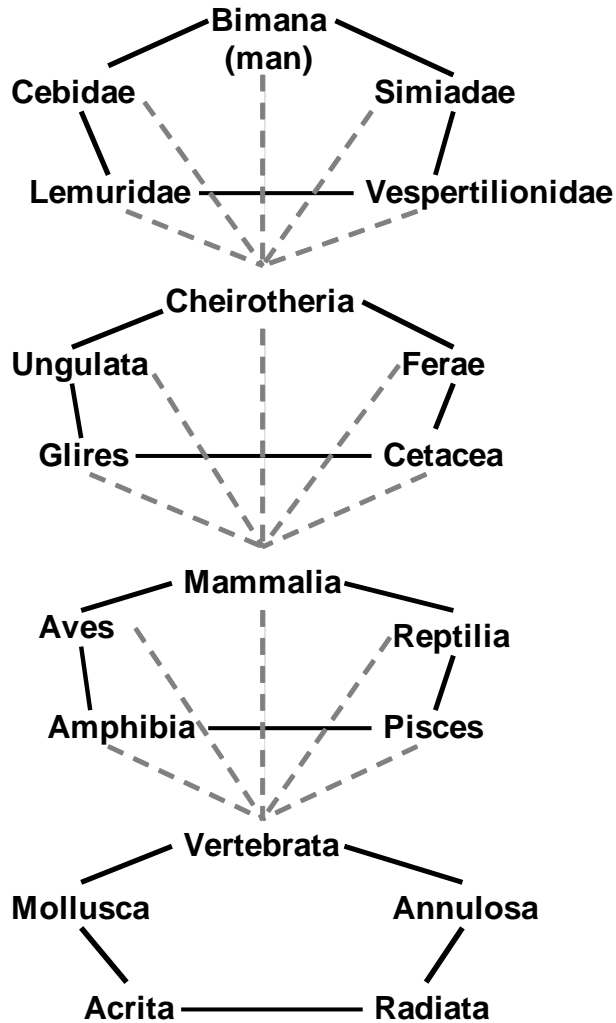 Bimana
(man)
Cebidae
Simiadae
Lemuridae
Vespertilionidae
Cheirotheria
Ungulata
Ferae
Glires
Cetacea
Mammalia
Aves
Reptilia
Amphibia
Pisces
Vertebrata
Mollusca
Annulosa
Acrita
Radiata